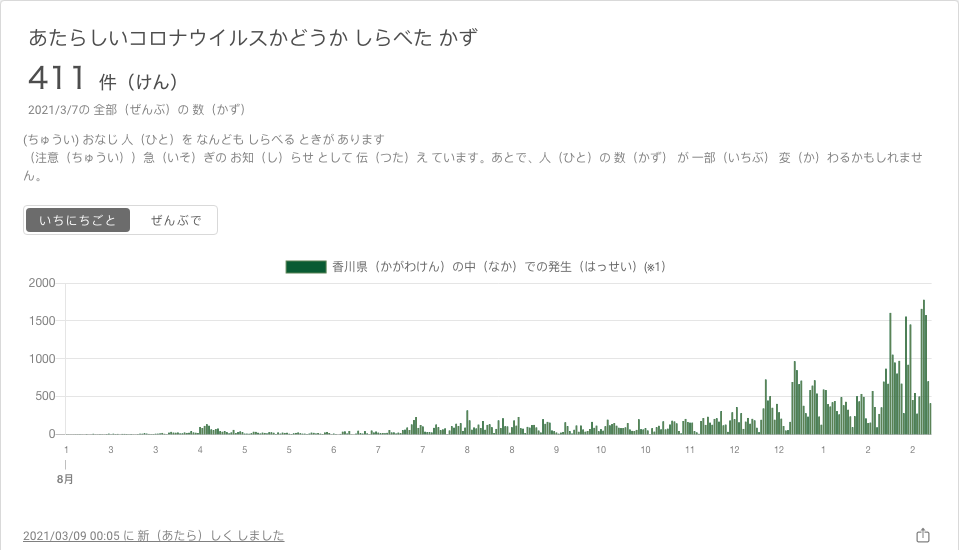 あたらしいコロナウイルスかどうか しらべた かず
411 件（けん）
2021/3/7の 全部（ぜんぶ）の 数（かず）
(ちゅうい) おなじ 人（ひと）を なんども しらべる ときが あります
（注意（ちゅうい））急（いそ）ぎの お知（し）らせ として 伝（つた）え ています。あとで、人（ひと）の 数（かず） が 一部（いちぶ） 変（か）わるかもしれませ
ん。
いちにちごと ぜんぶで
香川県（かがわけん）の中（なか）での発生（はっせい）(※1)
2000
1500
1000
500
0
1 3 3 4 5 5 6 7 7 8 8 9 10 10 11 12 12 1 2 2
8月
2021/03/09 00:05 に 新（あたら）しく しました